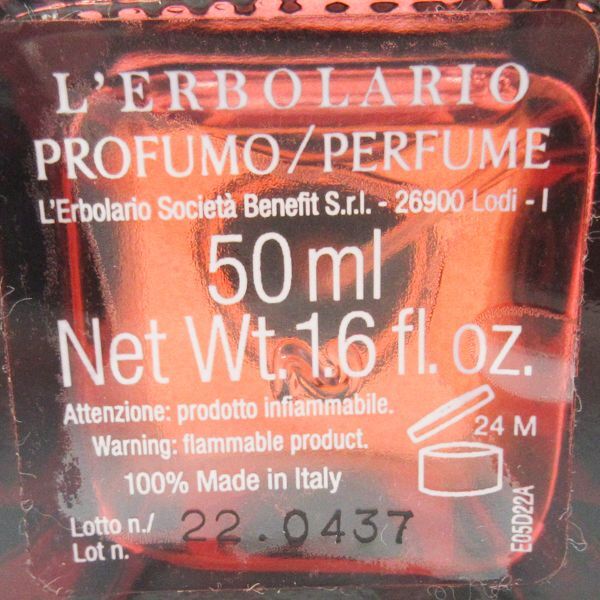 L'ERBOLARIO
PROFUMO/PERFUME
L'Erbolario Società Benefit S.r.l. - 26900 Lodi - I
50 ml
Net Wt. 1.6 fl. oz.
Attenzione: prodotto infiammabile.
Warning: flammable product.
24 M
100% Made in Italy
Lotto n./
Lot n.
22.0437
E05D22A